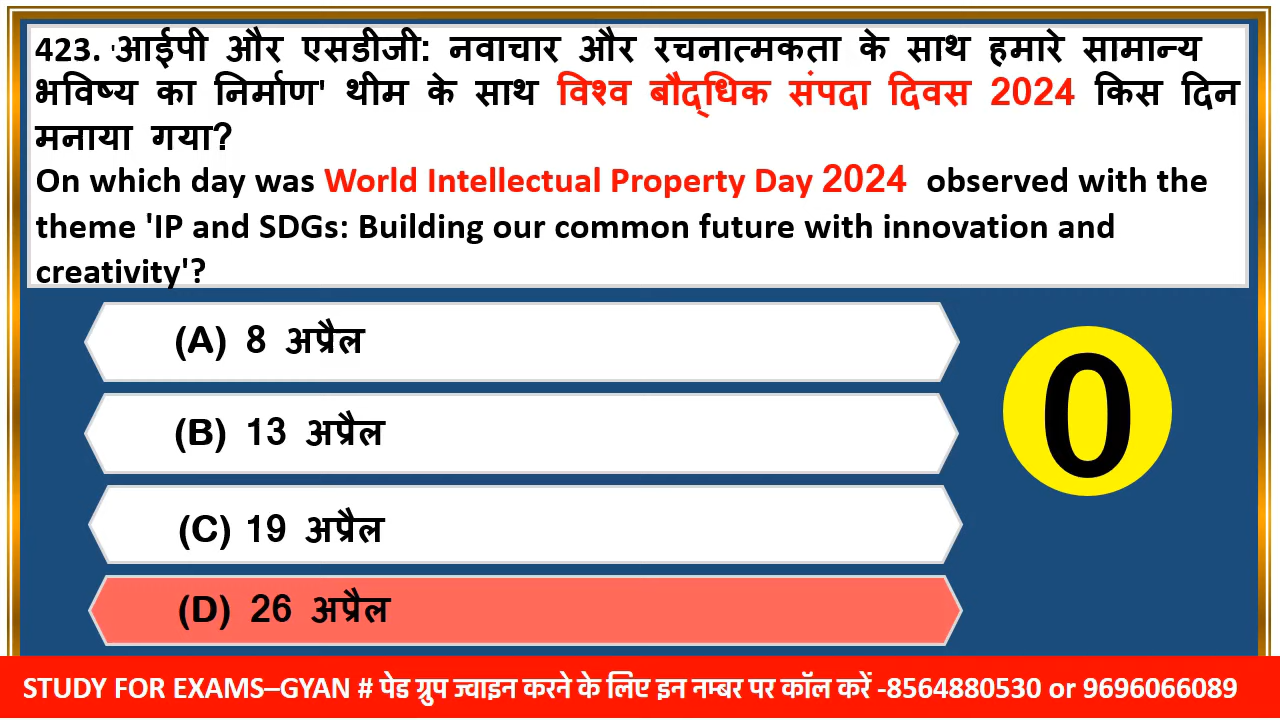 423. 'आईपी और एसडीजी: नवाचार और रचनात्मकता के साथ हमारे सामान्य
भविष्य का निर्माण' थीम के साथ विश्व बौद्धिक संपदा दिवस 2024 किस दिन
मनाया गया?
On which day was World Intellectual Property Day 2024 observed with the
theme 'IP and SDGs: Building our common future with innovation and
creativity'?
(A) 8 अप्रैल
0
(B) 13 अप्रैल
(C) 19 अप्रैल
(D) 26 अप्रैल
STUDY FOR EXAMS–GYAN # पेड ग्रुप ज्वाइन करने के लिए इन नम्बर पर कॉल करें -8564880530 or 9696066089